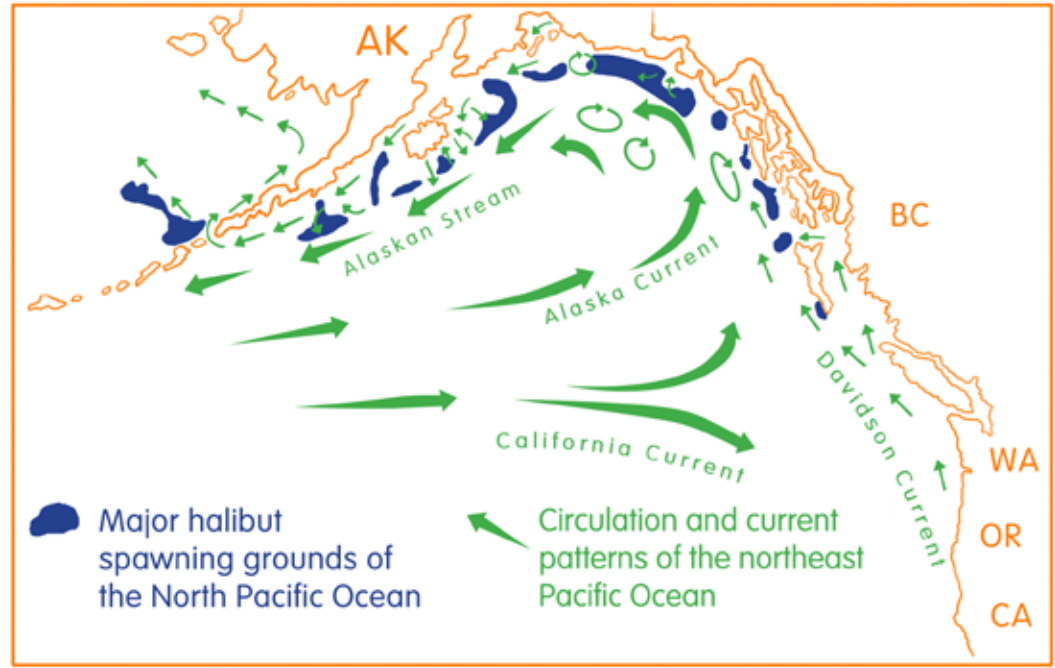 AK
BC
Alaskan Stream
Alaska Current
Davidson Current
California Current
WA
OR
CA
Major halibut
spawning grounds of
the North Pacific Ocean
Circulation and current
patterns of the northeast
Pacific Ocean